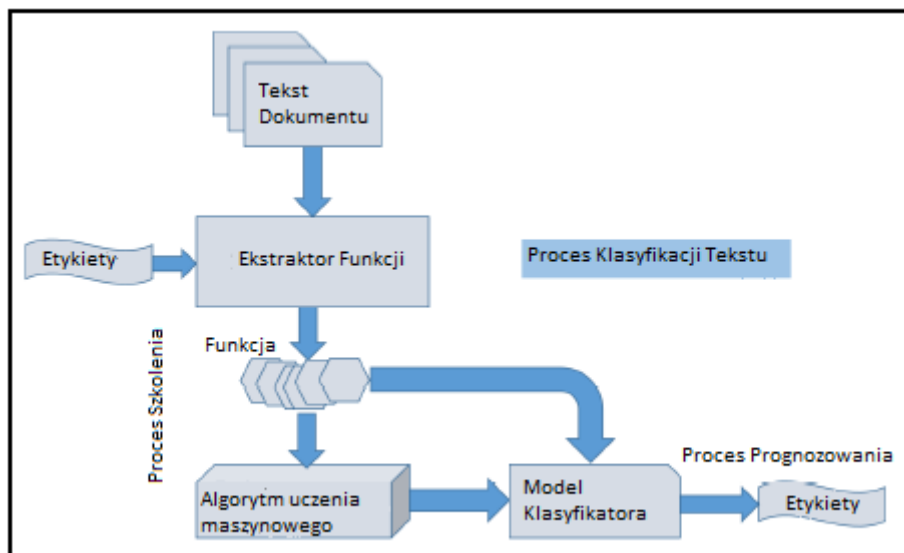 Tekst
Dokumentu
Etykiety
Ekstraktor Funkcji
Proces Klasyfikacji Tekstu
Proces Szkolenia
Funkcja
Algorytm uczenia
maszynowego
Model
Klasyfikatora
Proces Prognozowania
Etykiety